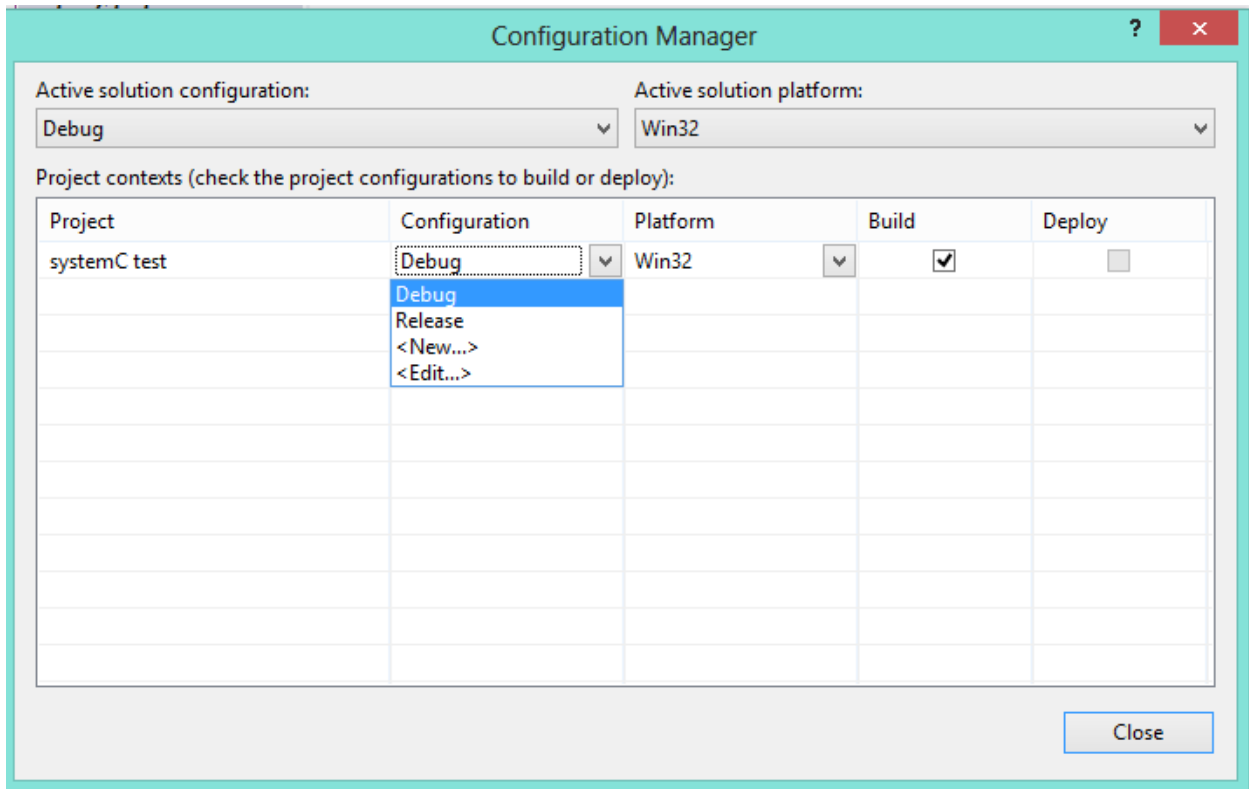 Configuration Manager
?
Active solution configuration: Active solution platform:
Debug Win32
Project contexts (check the project configurations to build or deploy):
Project Configuration Platform Build Deploy
systemC test Debug Win32
Debug
Release
<New...>
<Edit...>
Close